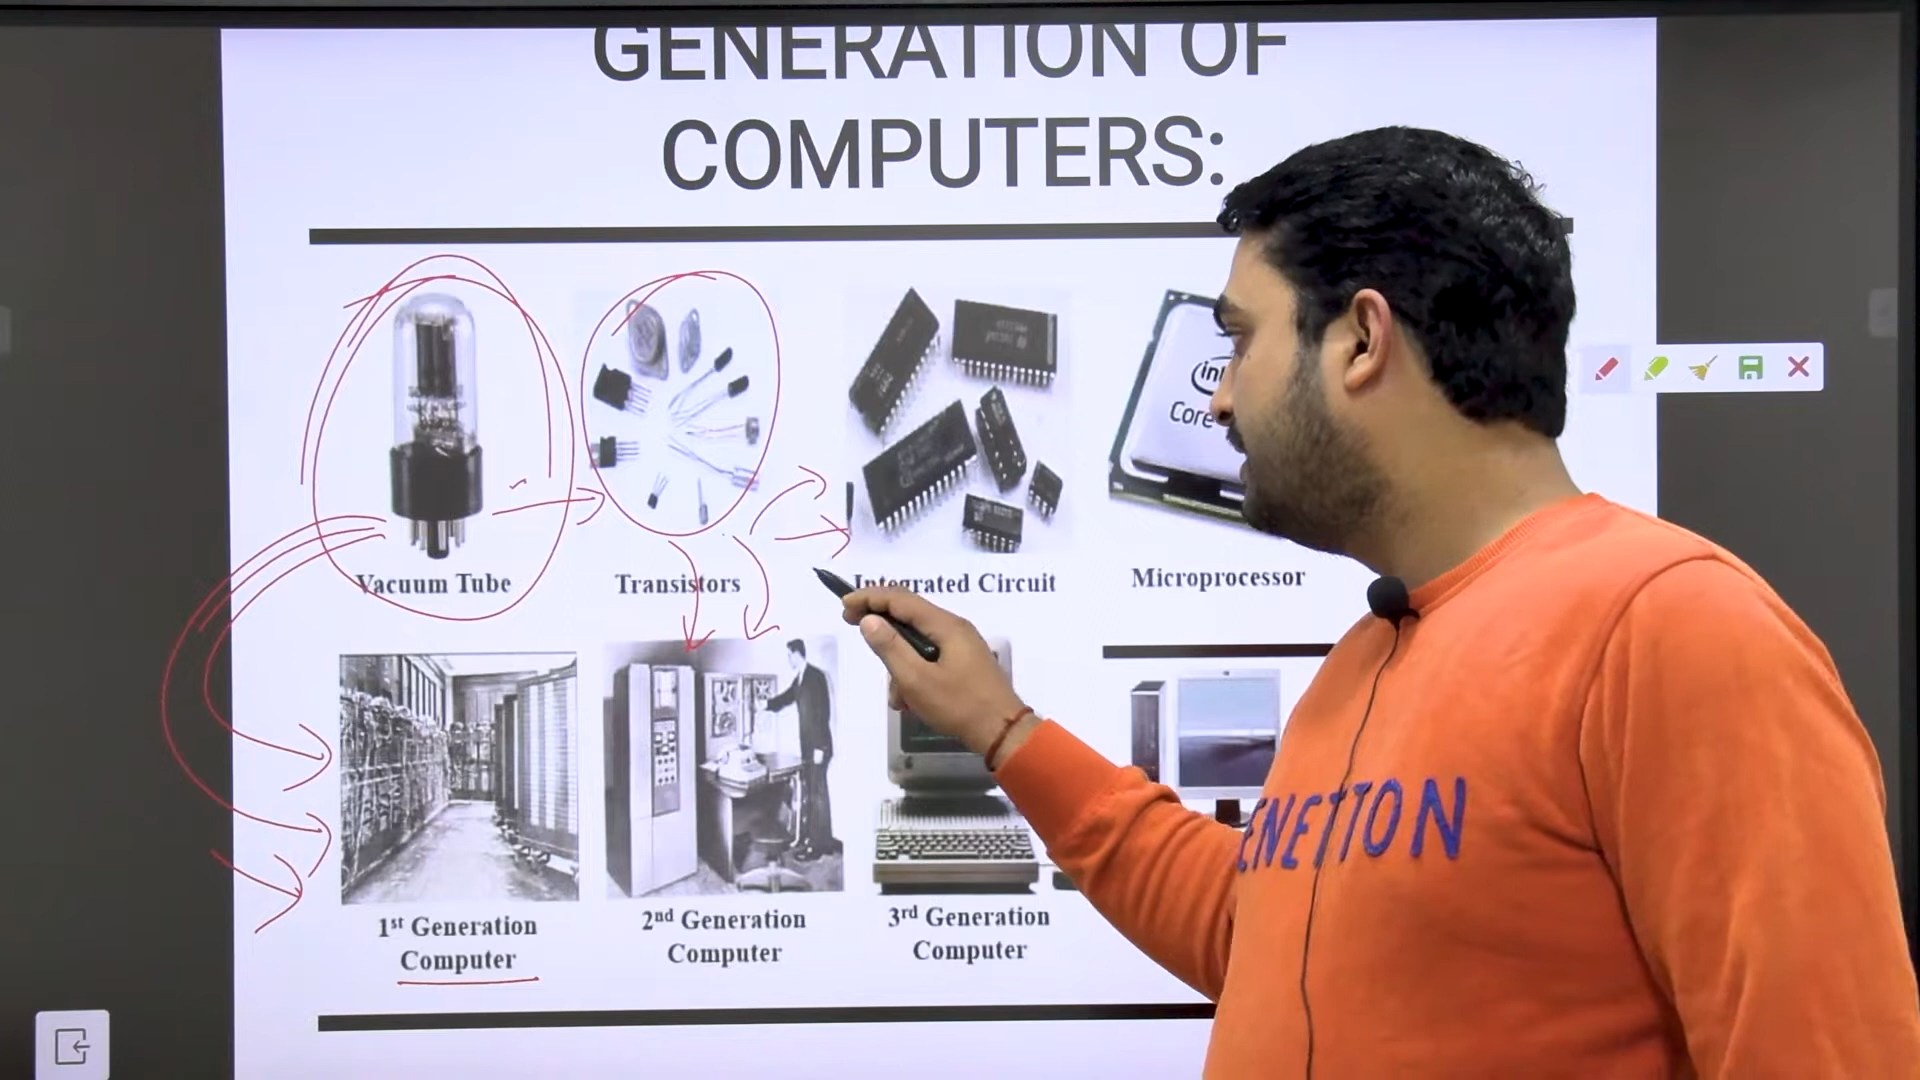 GENERATION OF
COMPUTERS:
Vacuum Tube
Transistors
Integrated Circuit
Microprocessor
1st Generation
Computer
2nd Generation
Computer
3rd Generation
Computer
Core
ENETTON